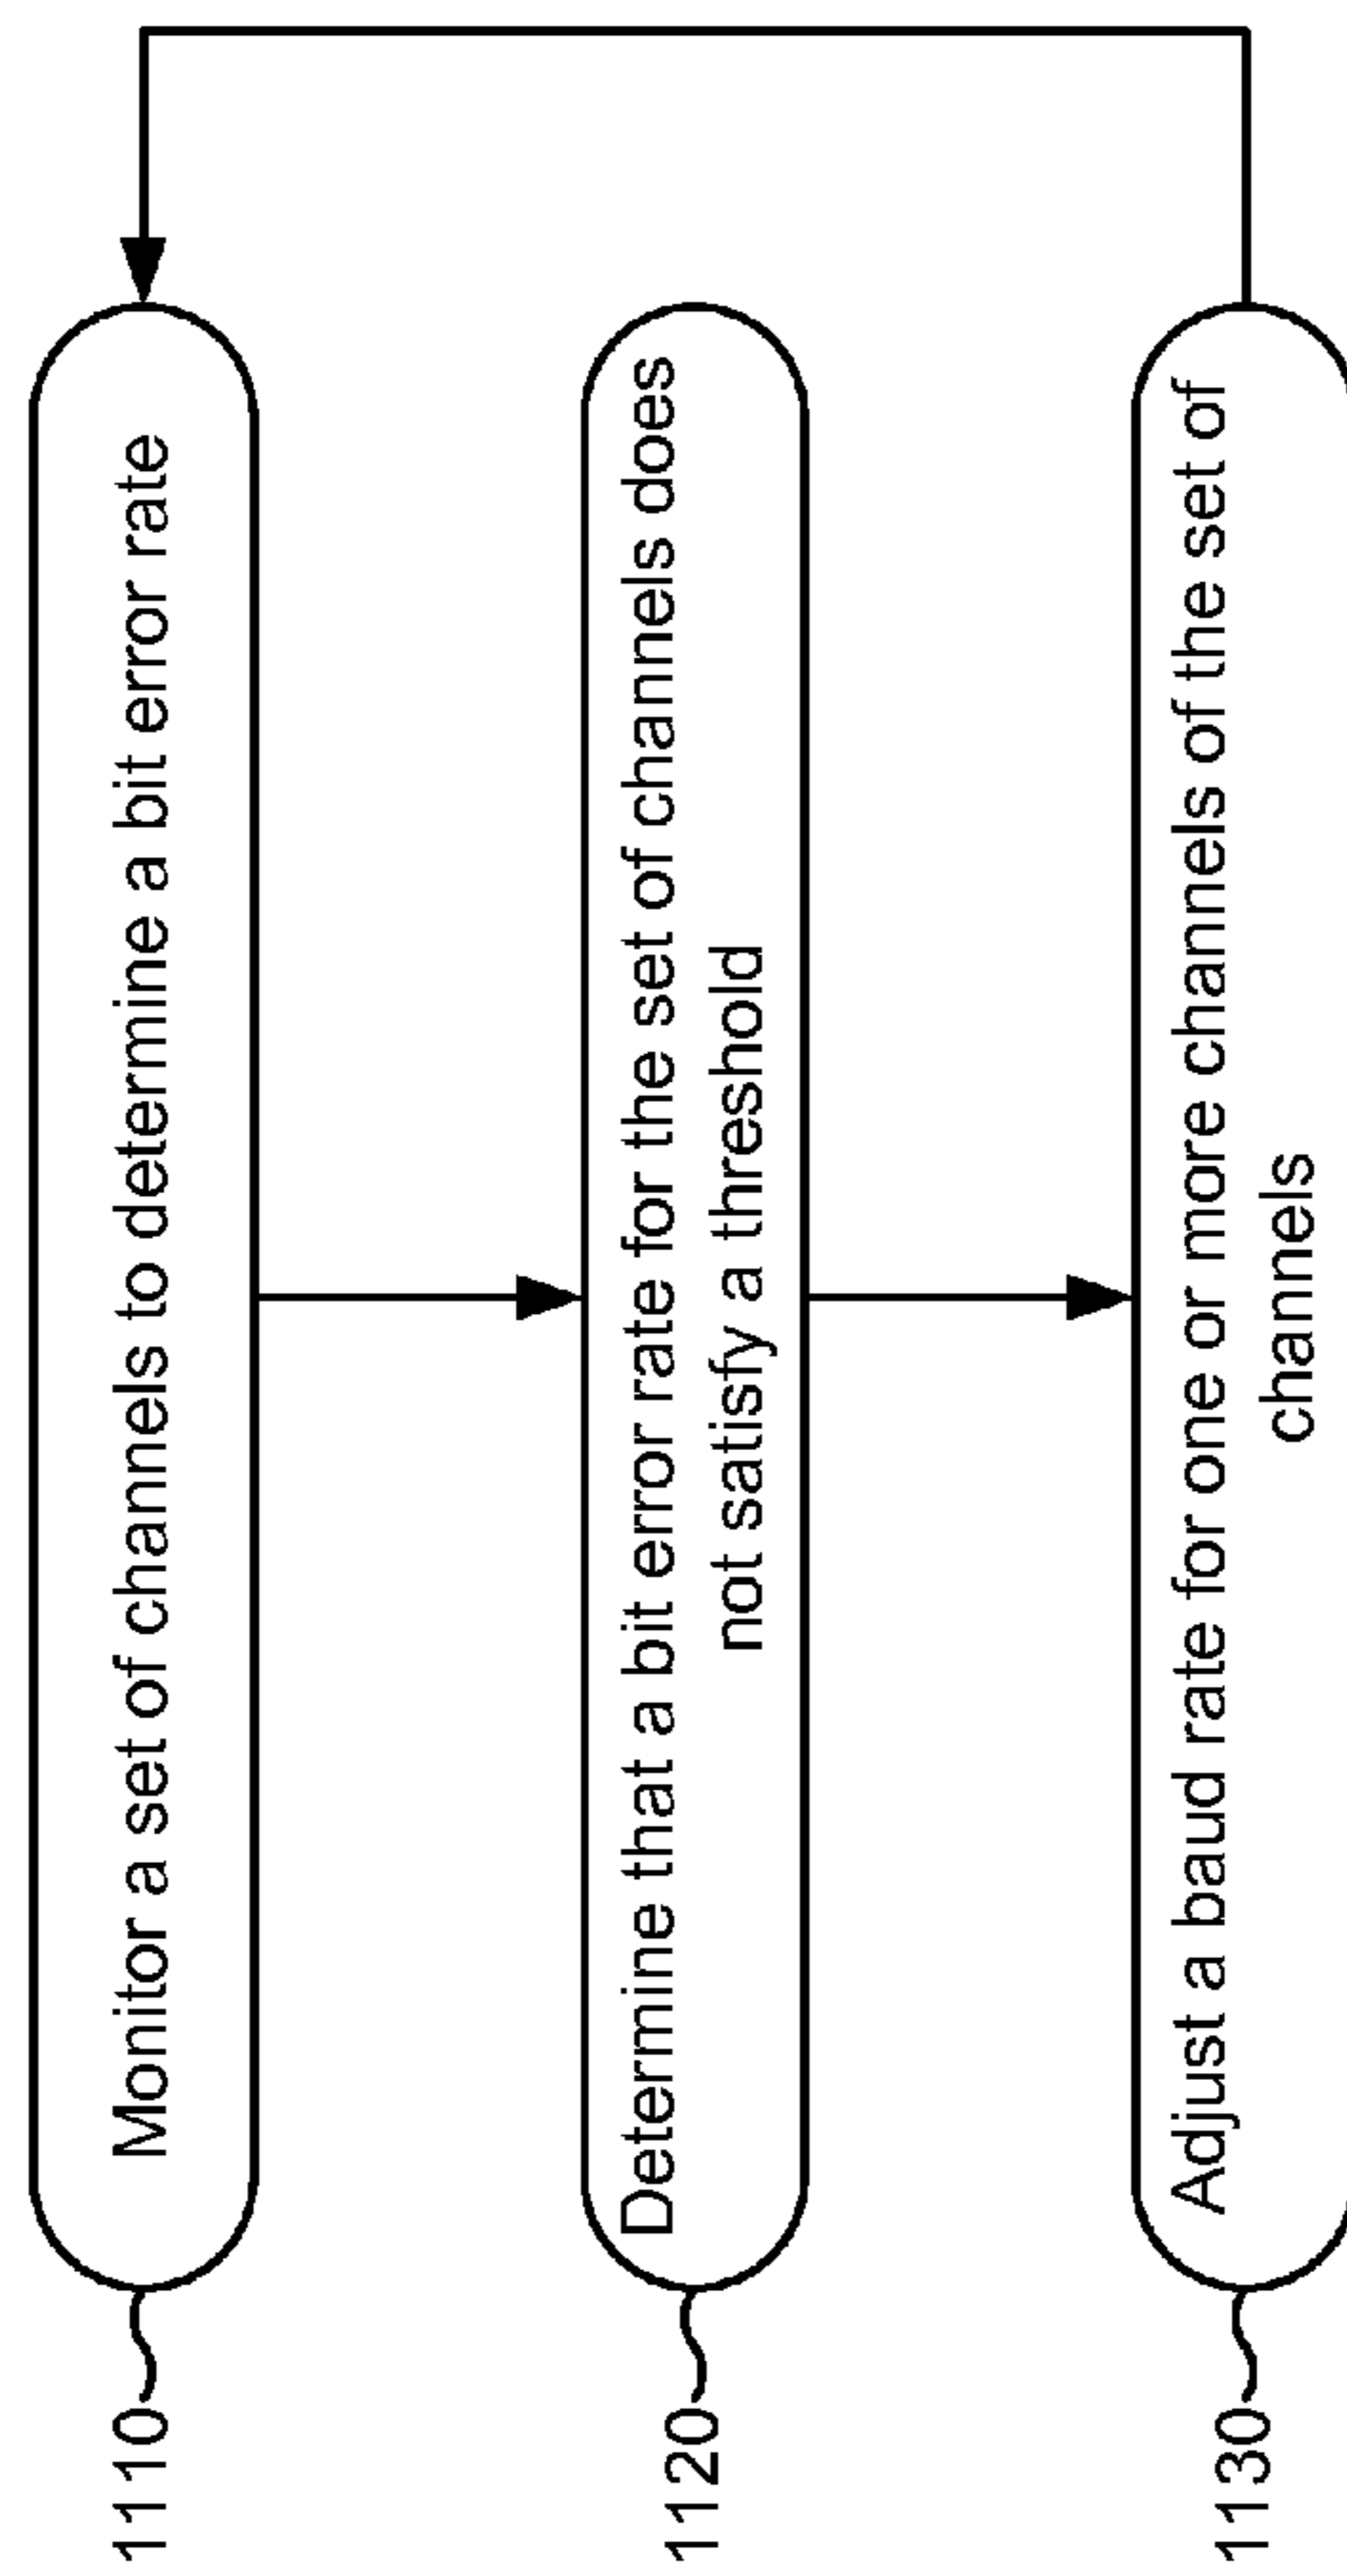 1110
Monitor a set of channels to determine a bit error rate
1120
Determine that a bit error rate for the set of channels does
not satisfy a threshold
1130
Adjust a baud rate for one or more channels of the set of
channels